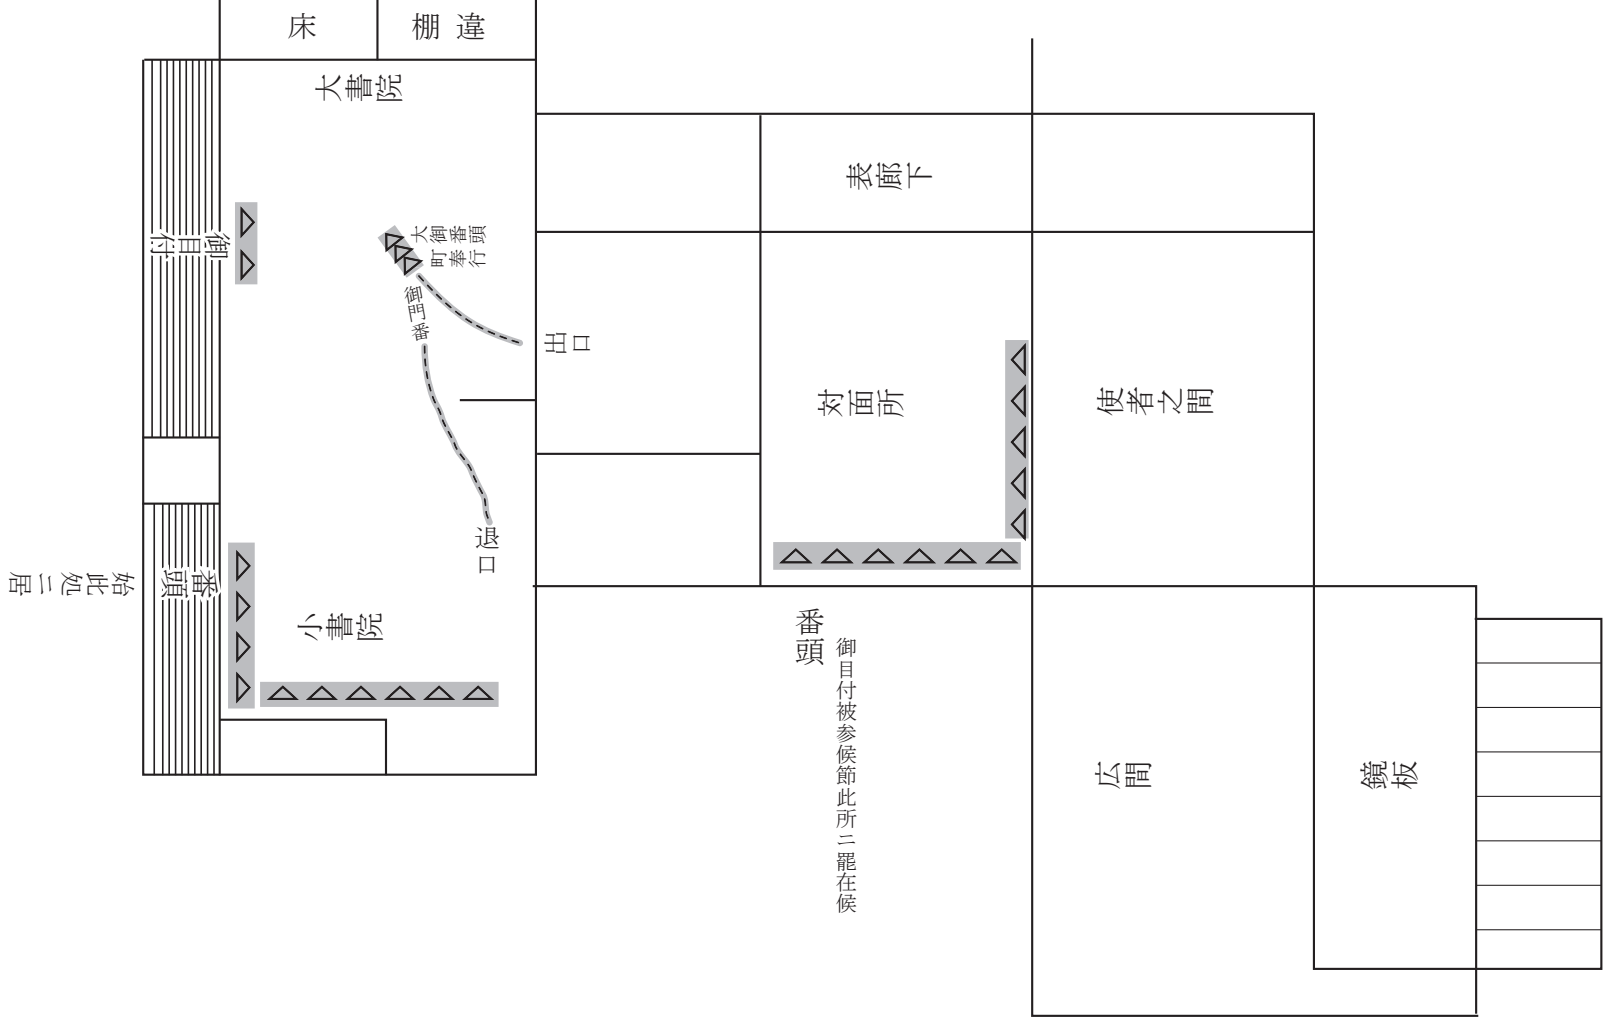 床
違棚
大書院
御目付
大御番頭
町奉行
御門番
出口
退口
番頭
始此処ニ居
小書院
表廊下
対面所
使者之間
番頭
御目付被参候節此所ニ罷在候
広間
鏡板